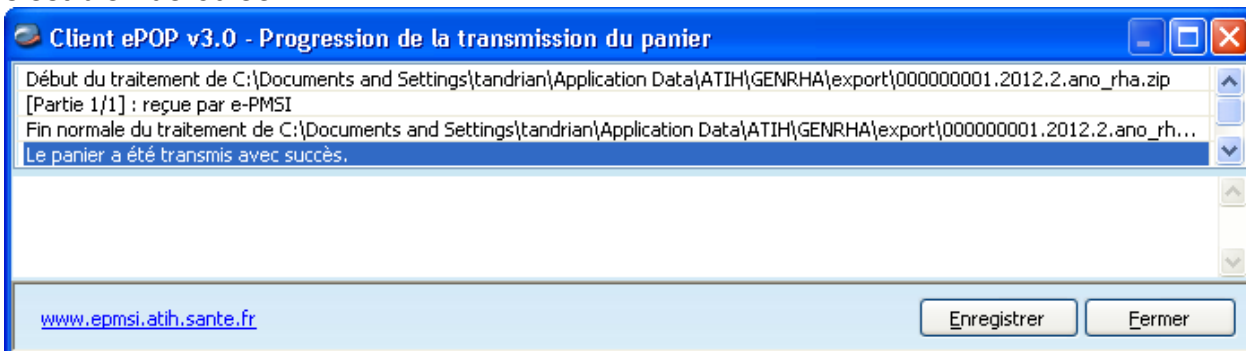 Client ePOP v3.0 - Progression de la transmission du panier
Début du traitement de C:\Documents and Settings\tandrian\Application Data\ATIH\GENRHA\export\000000001.2012.2.ano_rha.zip
[Partie 1/1] : reçue par e-PMSI
Fin normale du traitement de C:\Documents and Settings\tandrian\Application Data\ATIH\GENRHA\export\000000001.2012.2.ano_rh...
Le panier a été transmis avec succès.
www.epmsi.atih.sante.fr
Enregistrer
Fermer